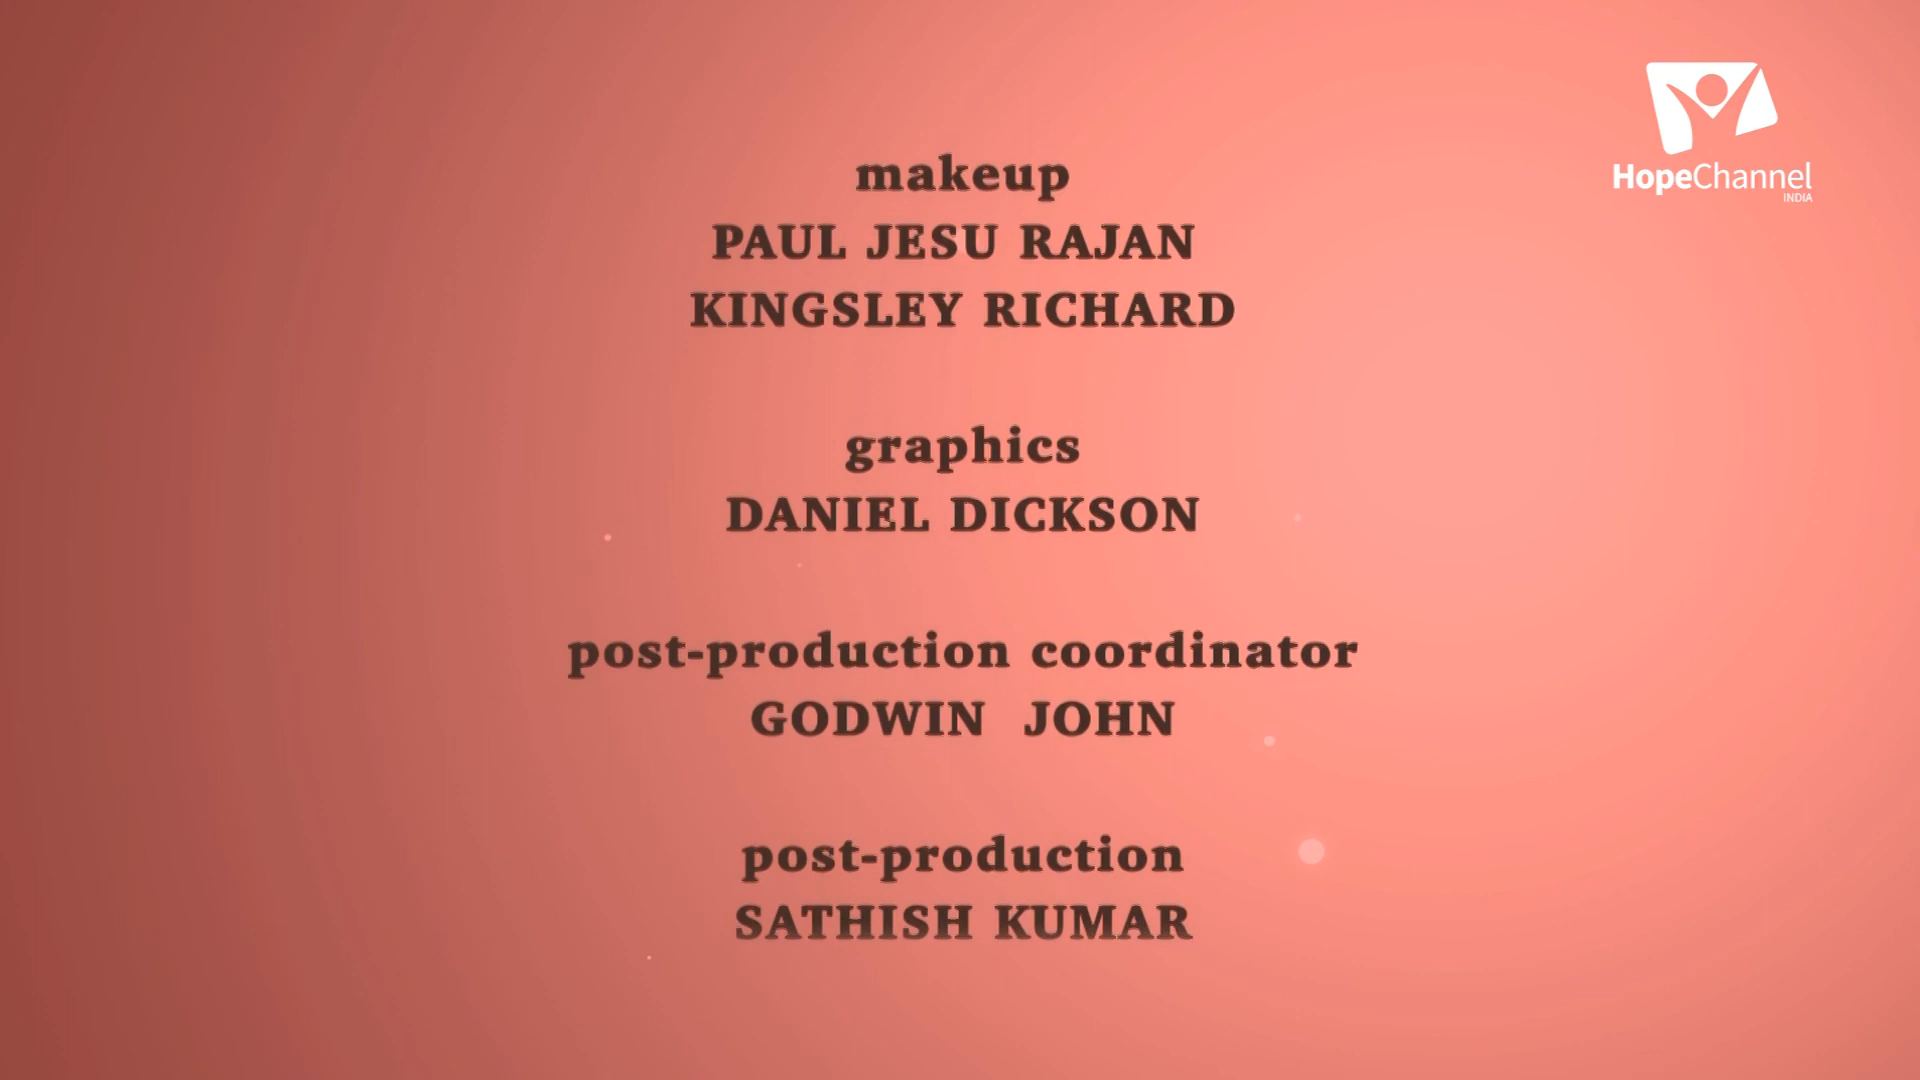 HopeChannel
INDIA
makeup
PAUL JESU RAJAN
KINGSLEY RICHARD
graphics
DANIEL DICKSON
post-production coordinator
GODWIN JOHN
post-production
SATHISH KUMAR